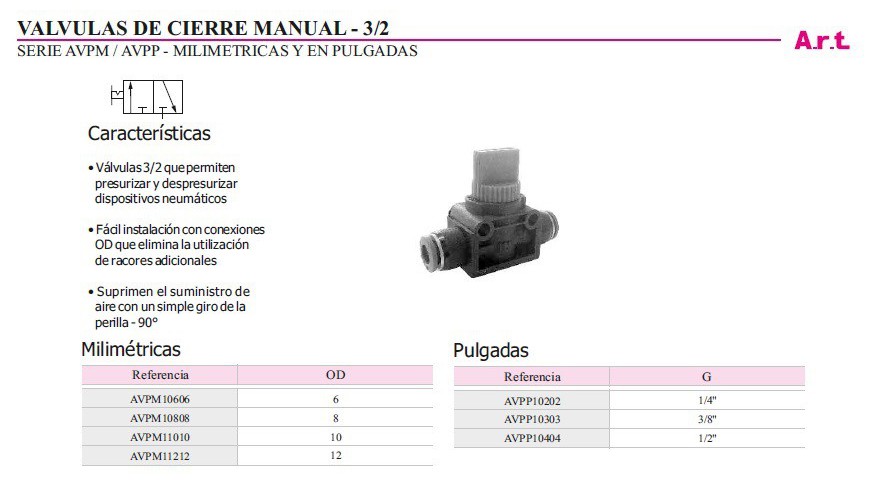 VALVULAS DE CIERRE MANUAL - 3/2
SERIE AVPM / AVPP - MILIMETRICAS Y EN PULGADAS
A.r.t.
Características
• Válvulas 3/2 que permiten
presurizar y despresurizar
dispositivos neumáticos
• Fácil instalación con conexiones
OD que elimina la utilización
de racores adicionales
• Suprimen el suministro de
aire con un simple giro de la
perilla - 90°
Milimétricas
Referencia OD
AVPM10606 6
AVPM10808 8
AVPM11010 10
AVPM11212 12
Pulgadas
Referencia G
AVPP10202 1/4"
AVPP10303 3/8"
AVPP10404 1/2"